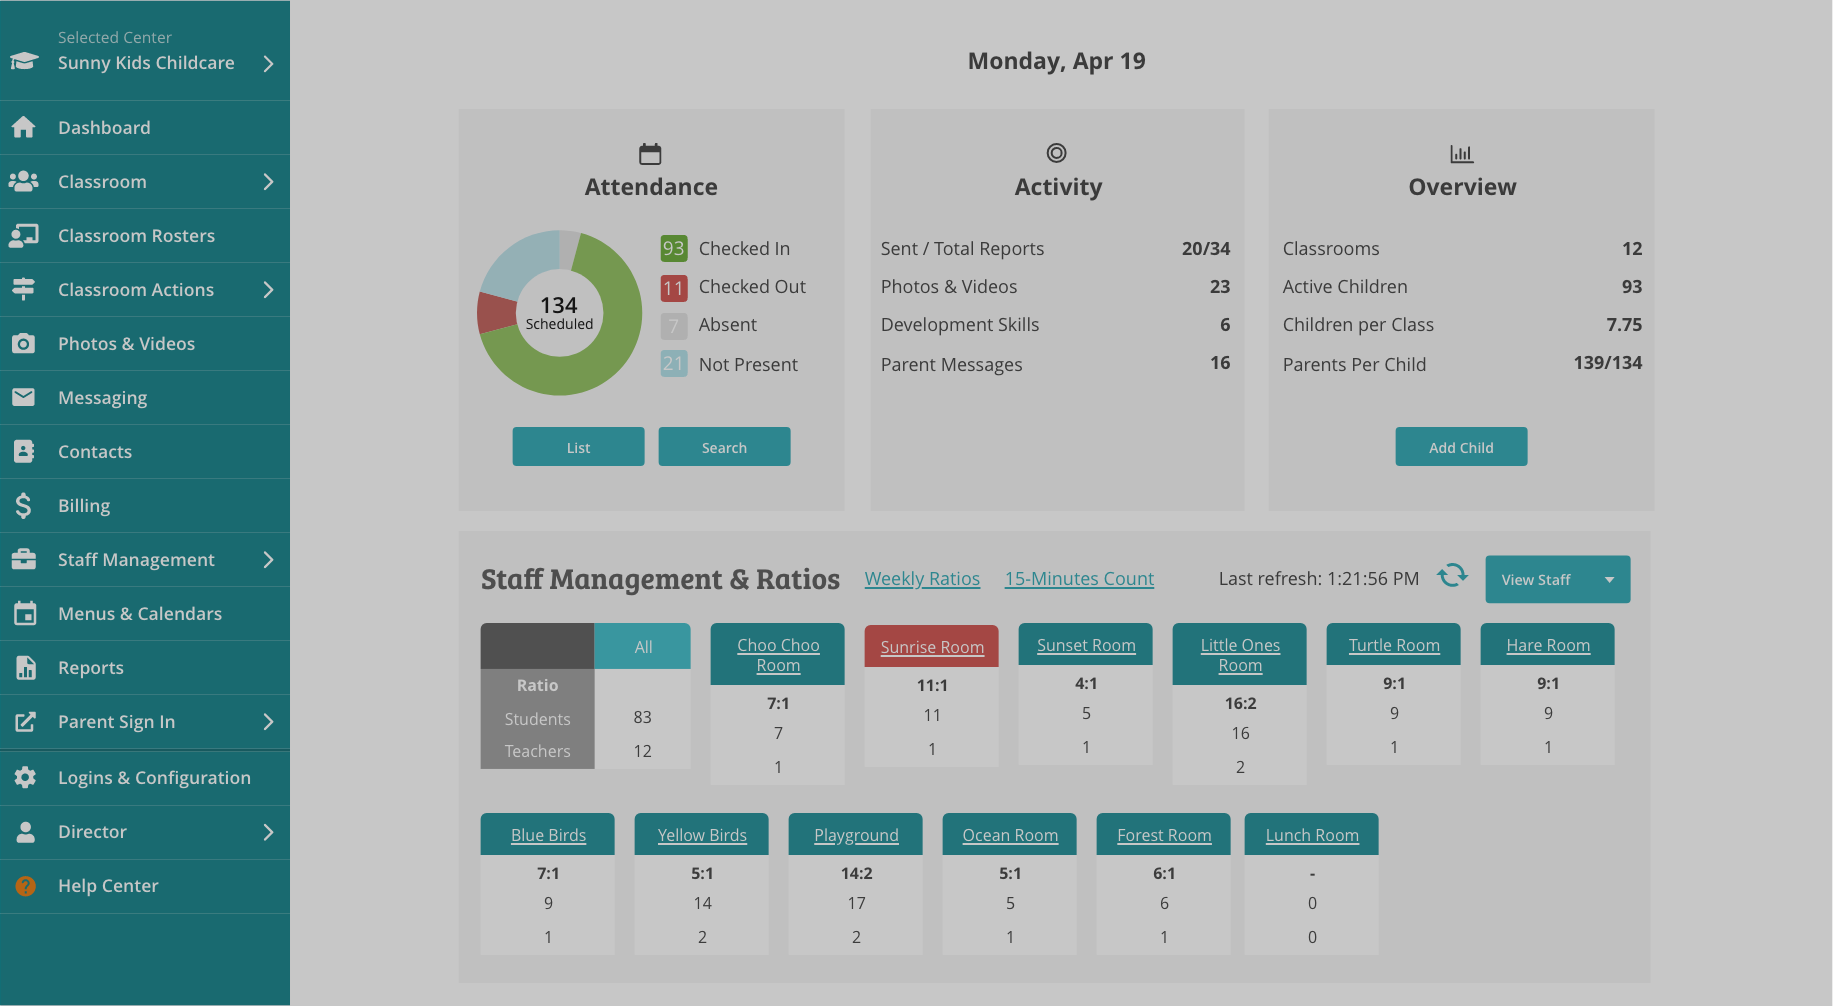 Selected Center
Sunny Kids Childcare
Dashboard
Classroom
Classroom Rosters
Classroom Actions
Photos & Videos
Messaging
Contacts
Billing
Staff Management
Menus & Calendars
Reports
Parent Sign In
Logins & Configuration
Director
Help Center
Monday, Apr 19
Attendance
134
Scheduled
93 Checked In
11 Checked Out
7 Absent
21 Not Present
List Search
Activity
Sent / Total Reports 20/34
Photos & Videos 23
Development Skills 6
Parent Messages 16
Overview
Classrooms 12
Active Children 93
Children per Class 7.75
Parents Per Child 139/134
Add Child
Staff Management & Ratios Weekly Ratios 15-Minutes Count Last refresh: 1:21:56 PM View Staff
All
Ratio
Students 83
Teachers 12
Choo Choo
Room
7:1
7
1
Sunrise Room
11:1
11
1
Sunset Room
4:1
5
1
Little Ones
Room
16:2
16
2
Turtle Room
9:1
9
1
Hare Room
9:1
9
1
Blue Birds
7:1
9
1
Yellow Birds
5:1
14
2
Playground
14:2
17
2
Ocean Room
5:1
5
1
Forest Room
6:1
6
1
Lunch Room
-
0
0